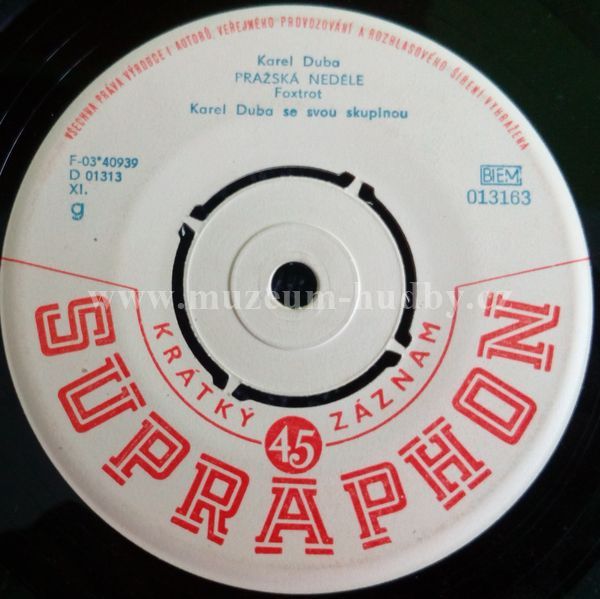 VŠECHNA PRÁVA VÝROBCE I AUTORŮ, VEŘEJNÉHO PROVOZOVÁNÍ A ROZHLASOVÉHO ŠÍŘENÍ VYHRAŽENA
Karel Duba
PRAŽSKÁ NEDĚLE
Foxtrot
Karel Duba se svou skupinou
F-03*40939
D 01313
XI.
g
BIEM
013163
www.muzeum-hudby.cz
KRÁTKÝ 45 ZÁZNAM
SUPRAPHON